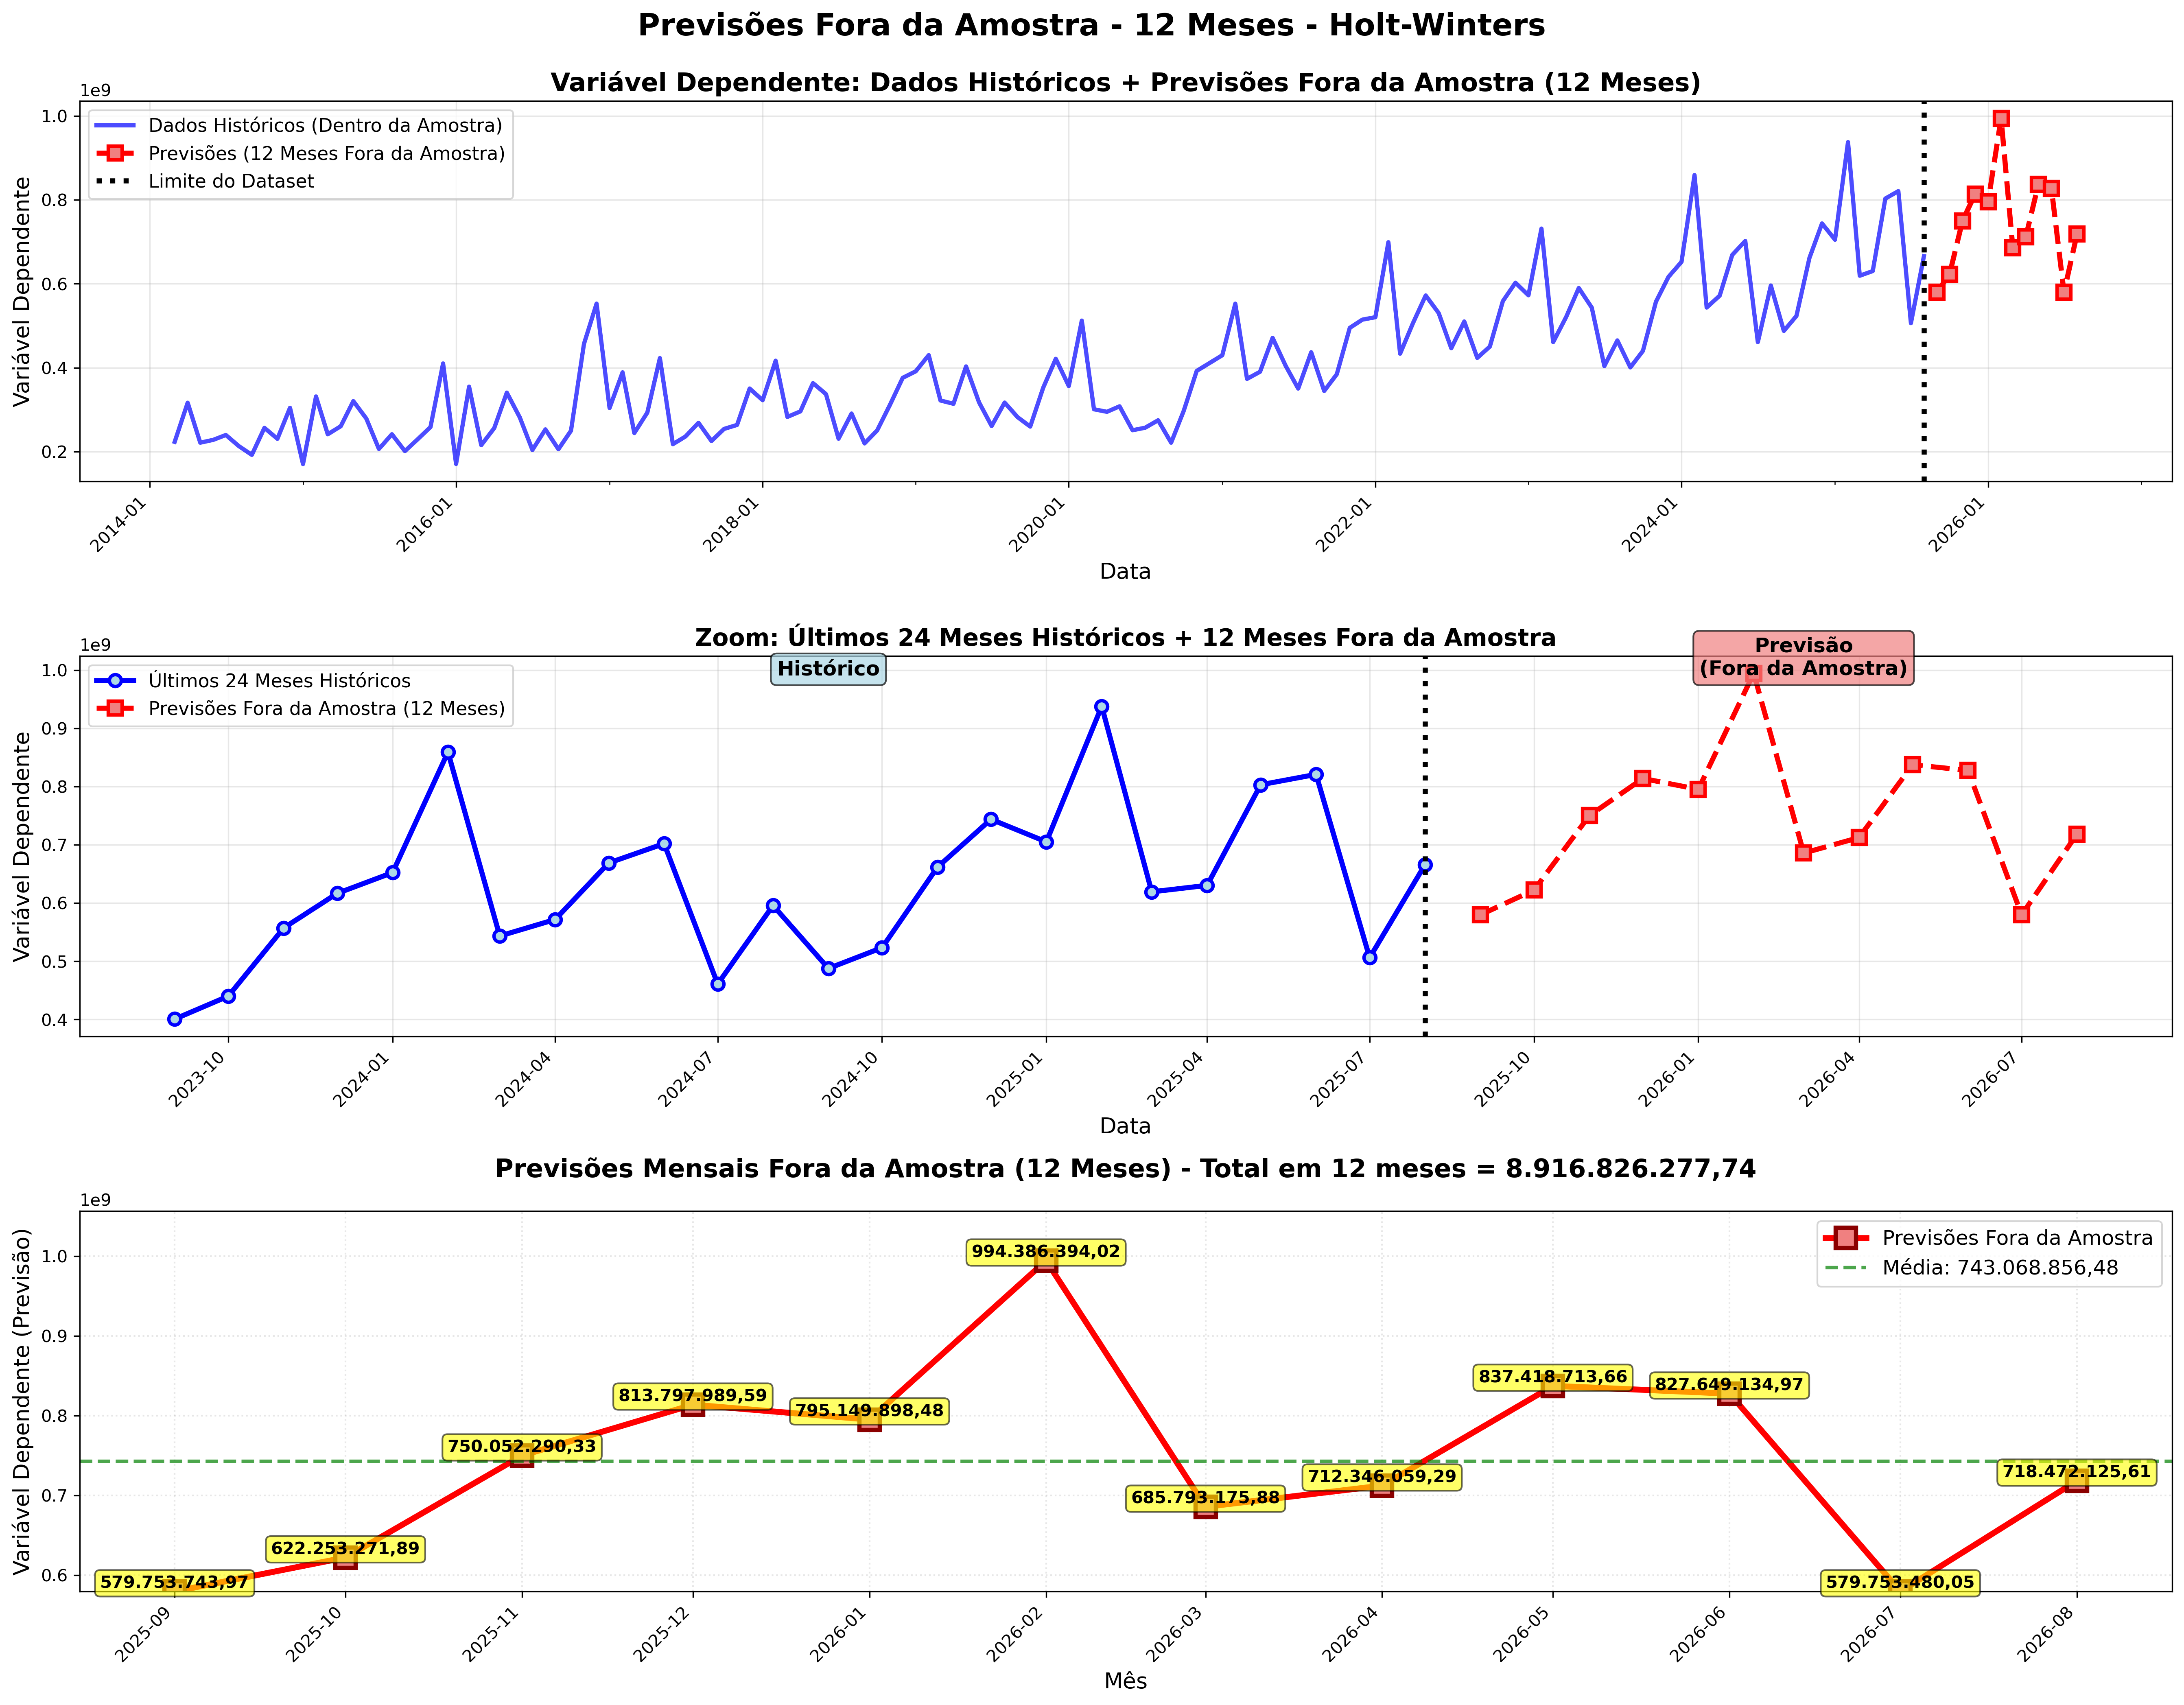 Previsões Fora da Amostra - 12 Meses - Holt-Winters
Variável Dependente: Dados Históricos + Previsões Fora da Amostra (12 Meses)
1e9
Dados Históricos (Dentro da Amostra)
Previsões (12 Meses Fora da Amostra)
Limite do Dataset
Variável Dependente
1.0
0.8
0.6
0.4
0.2
2014-01
2016-01
2018-01
2020-01
2022-01
2024-01
2026-01
Data
Zoom: Últimos 24 Meses Históricos + 12 Meses Fora da Amostra
1e9
Últimos 24 Meses Históricos
Previsões Fora da Amostra (12 Meses)
Histórico
Previsão
(Fora da Amostra)
Variável Dependente
1.0
0.9
0.8
0.7
0.6
0.5
0.4
2023-10
2024-01
2024-04
2024-07
2024-10
2025-01
2025-04
2025-07
2025-10
2026-01
2026-04
2026-07
Data
Previsões Mensais Fora da Amostra (12 Meses) - Total em 12 meses = 8.916.826.277,74
1e9
Previsões Fora da Amostra
Média: 743.068.856,48
Variável Dependente (Previsão)
1.0
0.9
0.8
0.7
0.6
579.753.743,97
622.253.271,89
750.052.290,33
813.797.989,59
795.149.898,48
994.386.394,02
685.793.175,88
712.346.059,29
837.418.713,66
827.649.134,97
579.753.480,05
718.472.125,61
2025-09
2025-10
2025-11
2025-12
2026-01
2026-02
2026-03
2026-04
2026-05
2026-06
2026-07
2026-08
Mês